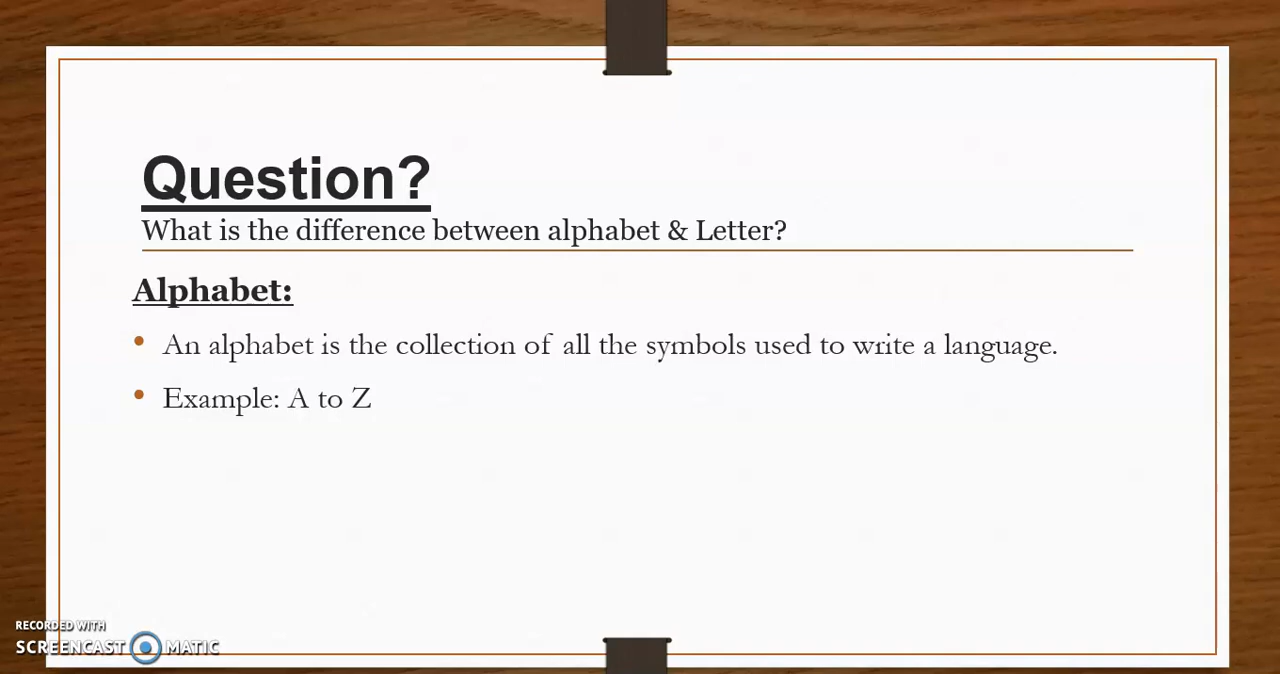 Question?
What is the difference between alphabet & Letter?
Alphabet:
• An alphabet is the collection of all the symbols used to write a language.
• Example: A to Z
RECORDED WITH
SCREENCAST MATIC